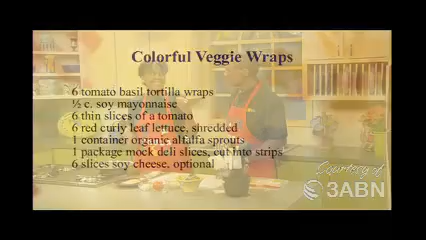 Colorful Veggie Wraps
6 tomato basil tortilla wraps
½ c. soy mayonnaise
6 thin slices of a tomato
6 red curly leaf lettuce, shredded
1 container organic alfalfa sprouts
1 package mock deli slices, cut into strips
6 slices soy cheese, optional
Courtesy of
3ABN